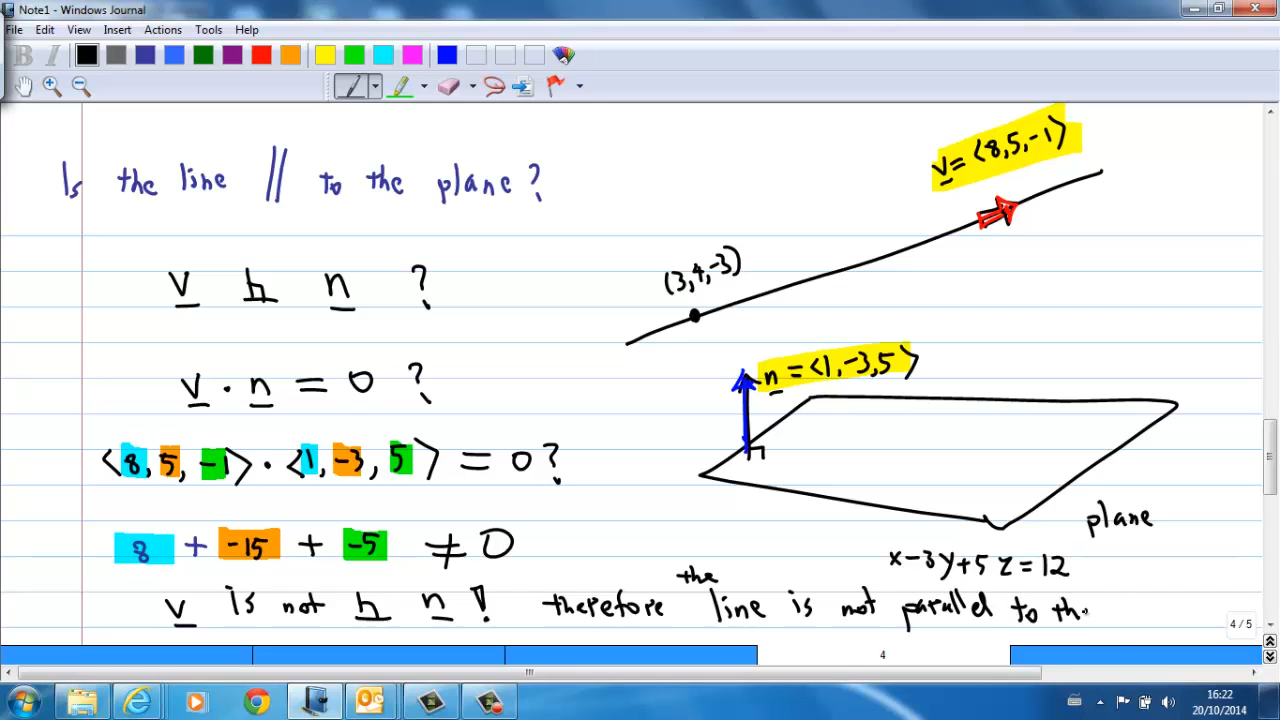 Note1 - Windows Journal
File Edit View Insert Actions Tools Help
B I
Is the line // to the plane?
v = ⟨8,5,-1⟩
(3,4,-3)
v ⊥ n ?
n = ⟨1,-3,5⟩
v · n = 0 ?
⟨8, 5, -1⟩ · ⟨1, -3, 5⟩ = 0?
plane
x-3y+5z=12
8 + -15 + -5 ≠ 0
v is not ⊥ n ! therefore the line is not parallel to th
4 / 5
4
16:22
20/10/2014